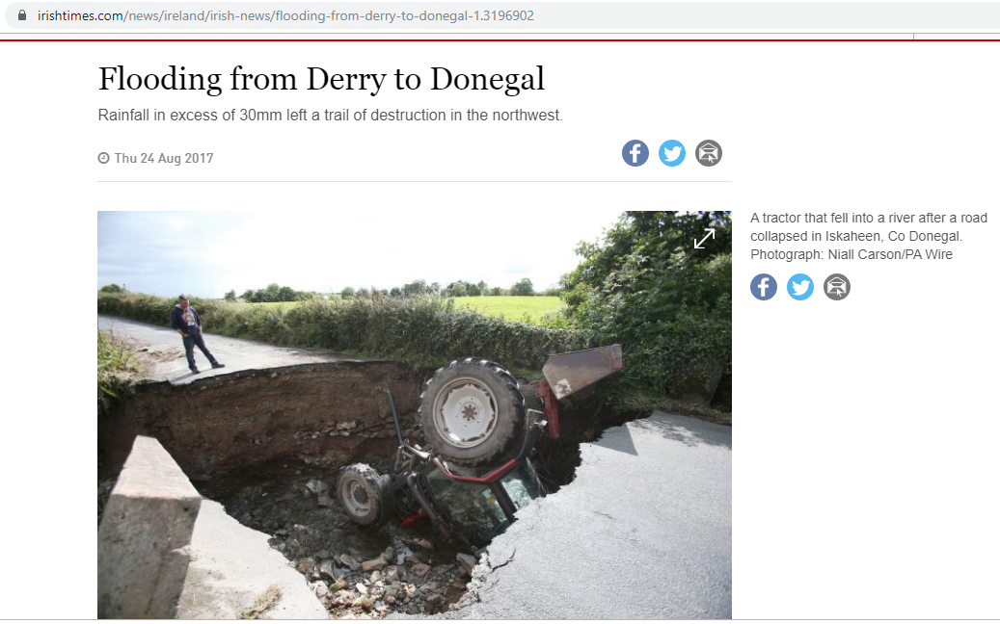 irishtimes.com/news/ireland/irish-news/flooding-from-derry-to-donegal-1.3196902
Flooding from Derry to Donegal
Rainfall in excess of 30mm left a trail of destruction in the northwest.
Thu 24 Aug 2017
A tractor that fell into a river after a road
collapsed in Iskaheen, Co Donegal.
Photograph: Niall Carson/PA Wire